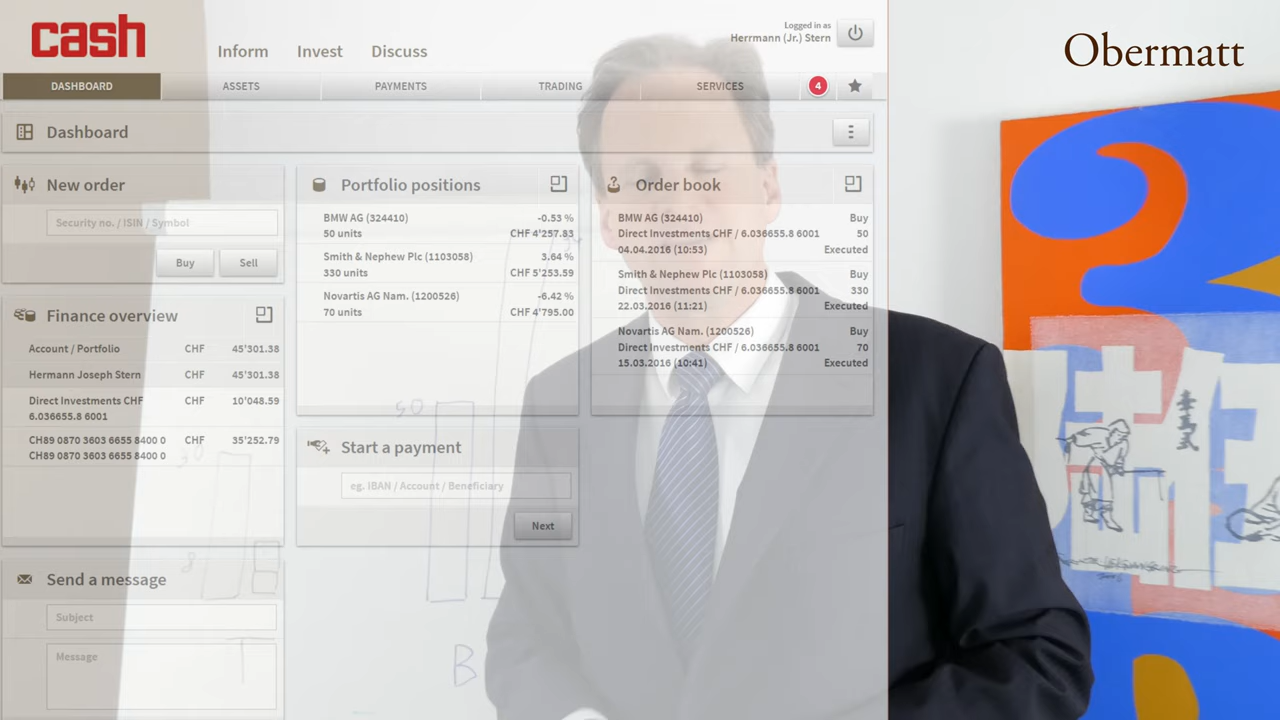 cash
Inform Invest Discuss
Logged in as
Herrmann (Jr.) Stern
Obermatt
DASHBOARD ASSETS PAYMENTS TRADING SERVICES 4
Dashboard
New order
Security no. / ISIN / Symbol
Buy Sell
Finance overview
Account / Portfolio CHF 45'301.38
Hermann Joseph Stern CHF 45'301.38
Direct Investments CHF CHF 10'048.59
6.036655.8 6001
CH89 0870 3603 6655 8400 0 CHF 35'252.79
CH89 0870 3603 6655 8400 0
Send a message
Subject
Message
Portfolio positions
BMW AG (324410) -0.53 %
50 units CHF 4'257.83
Smith & Nephew Plc (1103058) 3.64 %
330 units CHF 5'253.59
Novartis AG Nam. (1200526) -6.42 %
70 units CHF 4'795.00
Start a payment
eg. IBAN / Account / Beneficiary
Next
Order book
BMW AG (324410) Buy
Direct Investments CHF / 6.036655.8 6001 50
04.04.2016 (10:53) Executed
Smith & Nephew Plc (1103058) Buy
Direct Investments CHF / 6.036655.8 6001 330
22.03.2016 (11:21) Executed
Novartis AG Nam. (1200526) Buy
Direct Investments CHF / 6.036655.8 6001 70
15.03.2016 (10:41) Executed
50
B